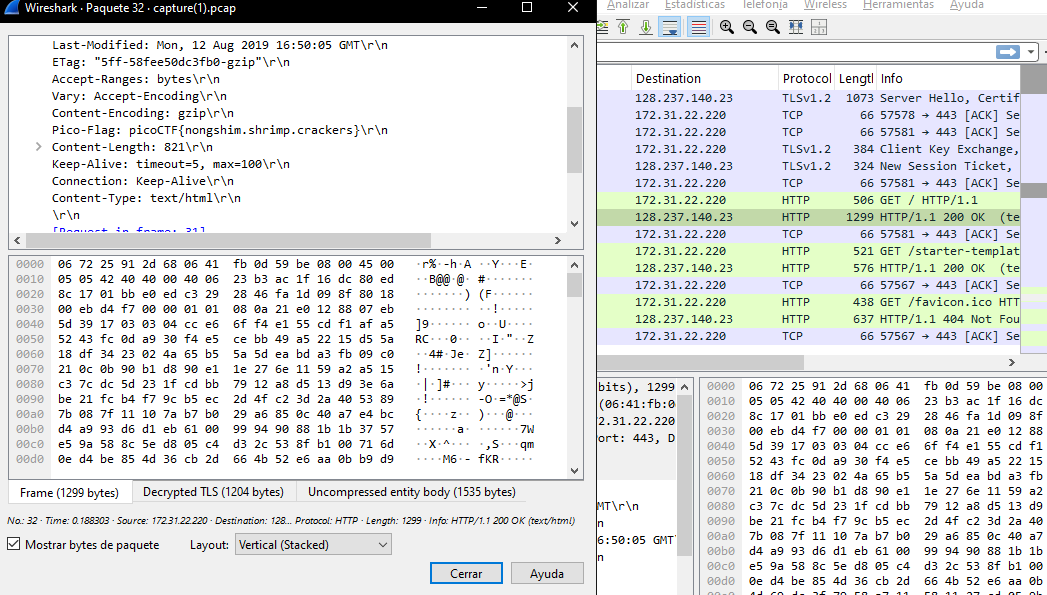 Wireshark · Paquete 32 · capture(1).pcap
Last-Modified: Mon, 12 Aug 2019 16:50:05 GMT\r\n
ETag: "5ff-58fee50dc3fb0-gzip"\r\n
Accept-Ranges: bytes\r\n
Vary: Accept-Encoding\r\n
Content-Encoding: gzip\r\n
Pico-Flag: picoCTF{nongshim.shrimp.crackers}\r\n
Content-Length: 821\r\n
Keep-Alive: timeout=5, max=100\r\n
Connection: Keep-Alive\r\n
Content-Type: text/html\r\n
\r\n
[Request in frame: 31]
0000 06 72 25 91 2d 68 06 41 fb 0d 59 be 08 00 45 00 ·r%·-h·A ··Y···E·
0010 05 05 42 40 40 00 40 06 23 b3 ac 1f 16 dc 80 ed ··B@@·@· #·······
0020 8c 17 01 bb e0 ed c3 29 28 46 fa 1d 09 8f 80 18 ·······) (F······
0030 00 eb d4 f7 00 00 01 01 08 0a 21 e0 12 88 07 eb ········ ··!·····
0040 5d 39 17 03 03 04 cc e6 6f f4 e1 55 cd f1 af a5 ]9······ o··U····
0050 52 43 fc 0d a9 30 f4 e5 ce bb 49 a5 22 15 d5 5a RC···0·· ··I·"··Z
0060 18 df 34 23 02 4a 65 b5 5a 5d ea bd a3 fb 09 c0 ··4#·Je· Z]······
0070 21 0c 0b 90 b1 d8 90 e1 1e 27 6e 11 59 a2 a5 15 !······· ·'n·Y···
0080 c3 7c dc 5d 23 1f cd bb 79 12 a8 d5 13 d9 3e 6a ·|·]#··· y·····>j
0090 be 21 fc b4 f7 9c b5 ec 2d 4f c2 3d 2a 40 53 89 ·!······ -O·=*@S·
00a0 7b 08 7f 11 10 7a b7 b0 29 a6 85 0c 40 a7 e4 bc {····z·· )···@···
00b0 d4 a9 93 d6 d1 eb 61 00 99 94 90 88 1b 1b 37 57 ······a· ······7W
00c0 e5 9a 58 8c 5e d8 05 c4 d3 2c 53 8f b1 00 71 6d ··X·^··· ·,S···qm
00d0 0e d4 be 85 4d 36 cb 2d 66 4b 52 e6 aa 0b b9 d9 ····M6·- fKR·····
Frame (1299 bytes) Decrypted TLS (1204 bytes) Uncompressed entity body (1535 bytes)
No.: 32 · Time: 0.188303 · Source: 172.31.22.220 · Destination: 128... Protocol: HTTP · Length: 1299 · Info: HTTP/1.1 200 OK (text/html)
Mostrar bytes de paquete Layout: Vertical (Stacked)
Cerrar Ayuda
Analizar Estadísticas Telefonía Wireless Herramientas Ayuda
Destination Protocol Lengtl Info
128.237.140.23 TLSv1.2 1073 Server Hello, Certif
172.31.22.220 TCP 66 57578 → 443 [ACK] Se
172.31.22.220 TCP 66 57581 → 443 [ACK] Se
172.31.22.220 TLSv1.2 384 Client Key Exchange,
128.237.140.23 TLSv1.2 324 New Session Ticket,
172.31.22.220 TCP 66 57581 → 443 [ACK] Se
172.31.22.220 HTTP 506 GET / HTTP/1.1
128.237.140.23 HTTP 1299 HTTP/1.1 200 OK (te
172.31.22.220 TCP 66 57581 → 443 [ACK] Se
172.31.22.220 HTTP 521 GET /starter-templat
128.237.140.23 HTTP 576 HTTP/1.1 200 OK (te
172.31.22.220 TCP 66 57567 → 443 [ACK] Se
172.31.22.220 HTTP 438 GET /favicon.ico HTT
128.237.140.23 HTTP 637 HTTP/1.1 404 Not Fou
172.31.22.220 TCP 66 57567 → 443 [ACK] Se
bits), 1299
(06:41:fb:0
2.31.22.220
ort: 443, D
MT\r\n
n
6:50:05 GMT
n
0000 06 72 25 91 2d 68 06 41 fb 0d 59 be 08 00
0010 05 05 42 40 40 00 40 06 23 b3 ac 1f 16 dc
0020 8c 17 01 bb e0 ed c3 29 28 46 fa 1d 09 8f
0030 00 eb d4 f7 00 00 01 01 08 0a 21 e0 12 88
0040 5d 39 17 03 03 04 cc e6 6f f4 e1 55 cd f1
0050 52 43 fc 0d a9 30 f4 e5 ce bb 49 a5 22 15
0060 18 df 34 23 02 4a 65 b5 5a 5d ea bd a3 fb
0070 21 0c 0b 90 b1 d8 90 e1 1e 27 6e 11 59 a2
0080 c3 7c dc 5d 23 1f cd bb 79 12 a8 d5 13 d9
0090 be 21 fc b4 f7 9c b5 ec 2d 4f c2 3d 2a 40
00a0 7b 08 7f 11 10 7a b7 b0 29 a6 85 0c 40 a7
00b0 d4 a9 93 d6 d1 eb 61 00 99 94 90 88 1b 1b
00c0 e5 9a 58 8c 5e d8 05 c4 d3 2c 53 8f b1 00
00d0 0e d4 be 85 4d 36 cb 2d 66 4b 52 e6 aa 0b